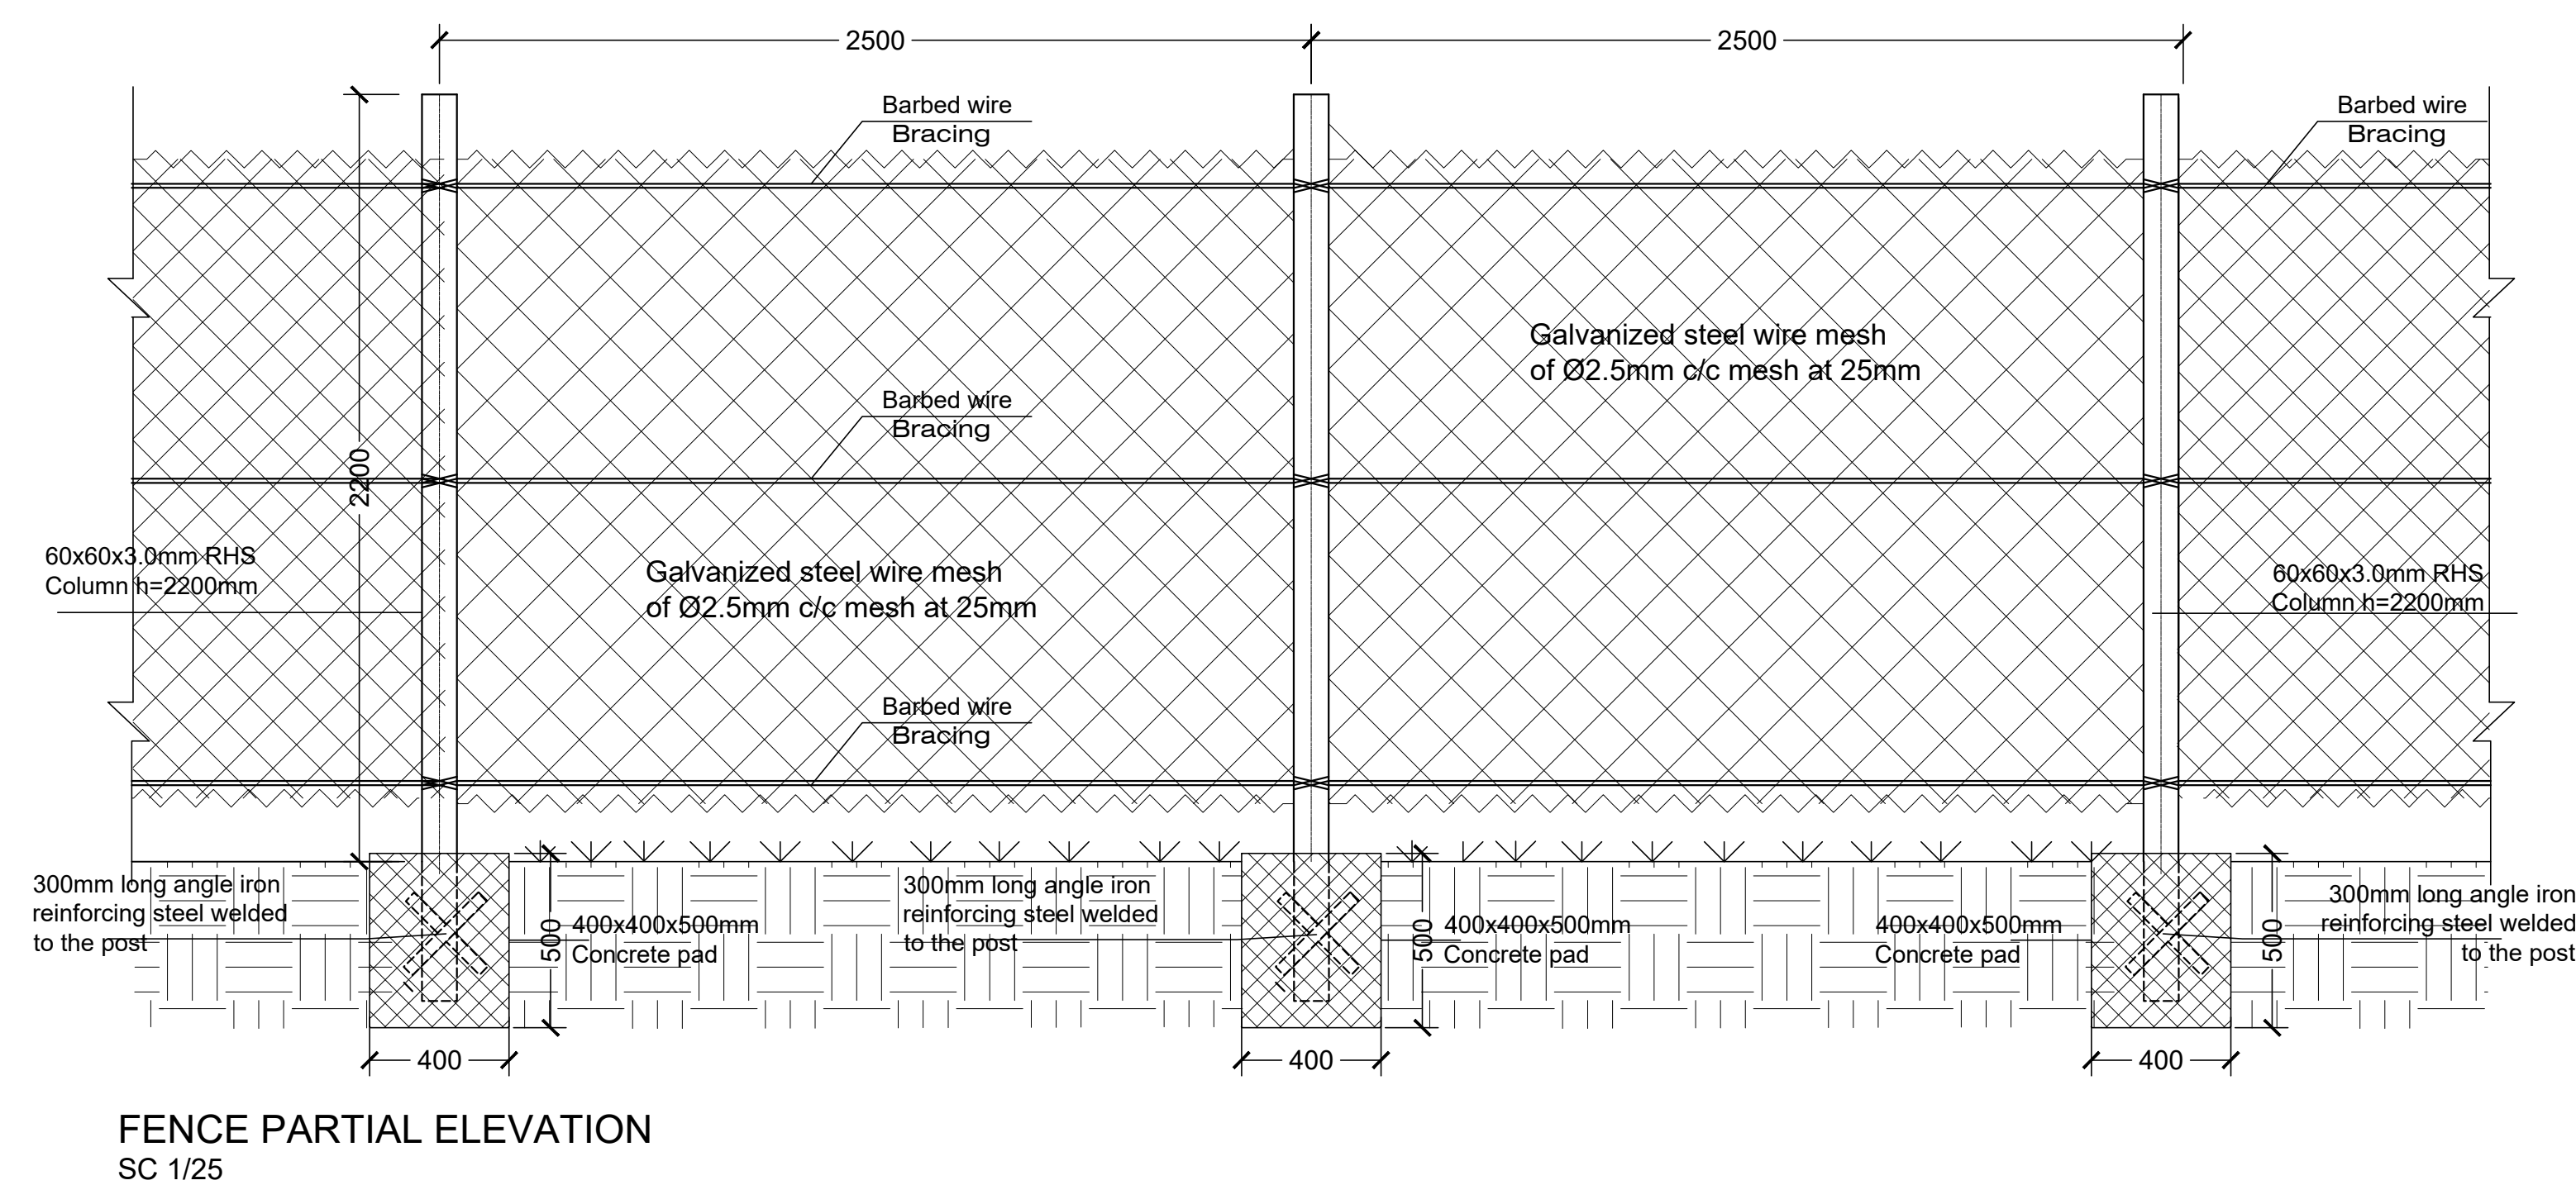 2500
2500
Barbed wire
Bracing
Barbed wire
Bracing
Galvanized steel wire mesh
of Ø2.5mm c/c mesh at 25mm
Barbed wire
Bracing
2200
60x60x3.0mm RHS
Column h=2200mm
Galvanized steel wire mesh
of Ø2.5mm c/c mesh at 25mm
60x60x3.0mm RHS
Column h=2200mm
Barbed wire
Bracing
300mm long angle iron
reinforcing steel welded
to the post
500
400x400x500mm
Concrete pad
300mm long angle iron
reinforcing steel welded
to the post
500
400x400x500mm
Concrete pad
400x400x500mm
Concrete pad
500
300mm long angle iron
reinforcing steel welded
to the post
400
400
400
FENCE PARTIAL ELEVATION
SC 1/25